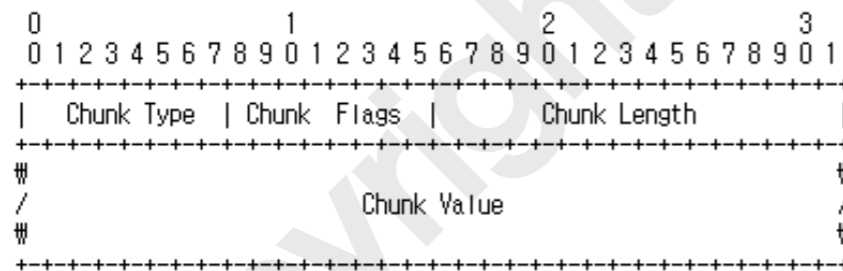 0 1 2 3
0 1 2 3 4 5 6 7 8 9 0 1 2 3 4 5 6 7 8 9 0 1 2 3 4 5 6 7 8 9 0 1
+-+-+-+-+-+-+-+-+-+-+-+-+-+-+-+-+-+-+-+-+-+-+-+-+-+-+-+-+-+-+-+-
| Chunk Type | Chunk Flags | Chunk Length |
+-+-+-+-+-+-+-+-+-+-+-+-+-+-+-+-+-+-+-+-+-+-+-+-+-+-+-+-+-+-+-+-
₩ ₩
/ Chunk Value /
₩ ₩
+-+-+-+-+-+-+-+-+-+-+-+-+-+-+-+-+-+-+-+-+-+-+-+-+-+-+-+-+-+-+-+-